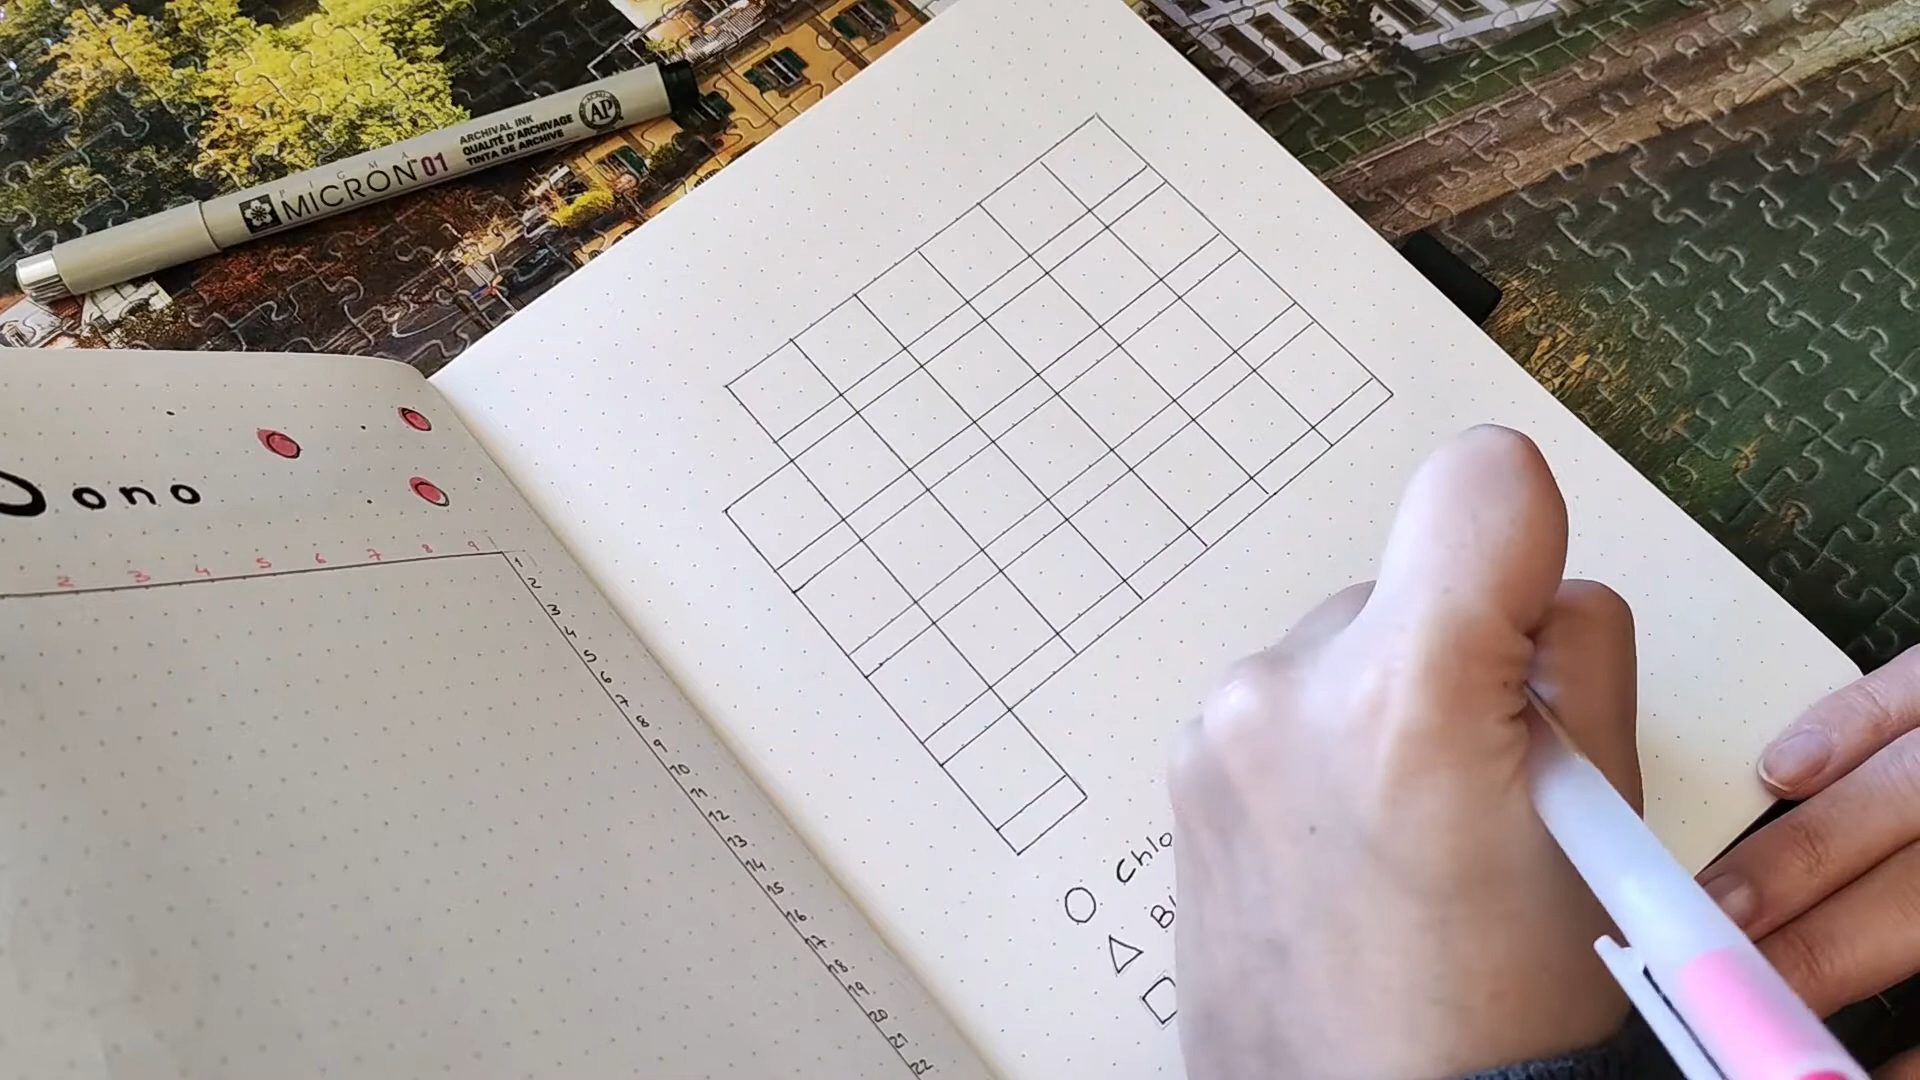 PIGMA
MICRON 01
ARCHIVAL INK
QUALITÉ D'ARCHIVAGE
TINTA DE ARCHIVE
AP
ono
2 3 4 5 6 7 8 9
1
2
3
4
5
6
7
8
9
10
11
12
13
14
15
16
17
18
19
20
21
22
Chlo
Bl